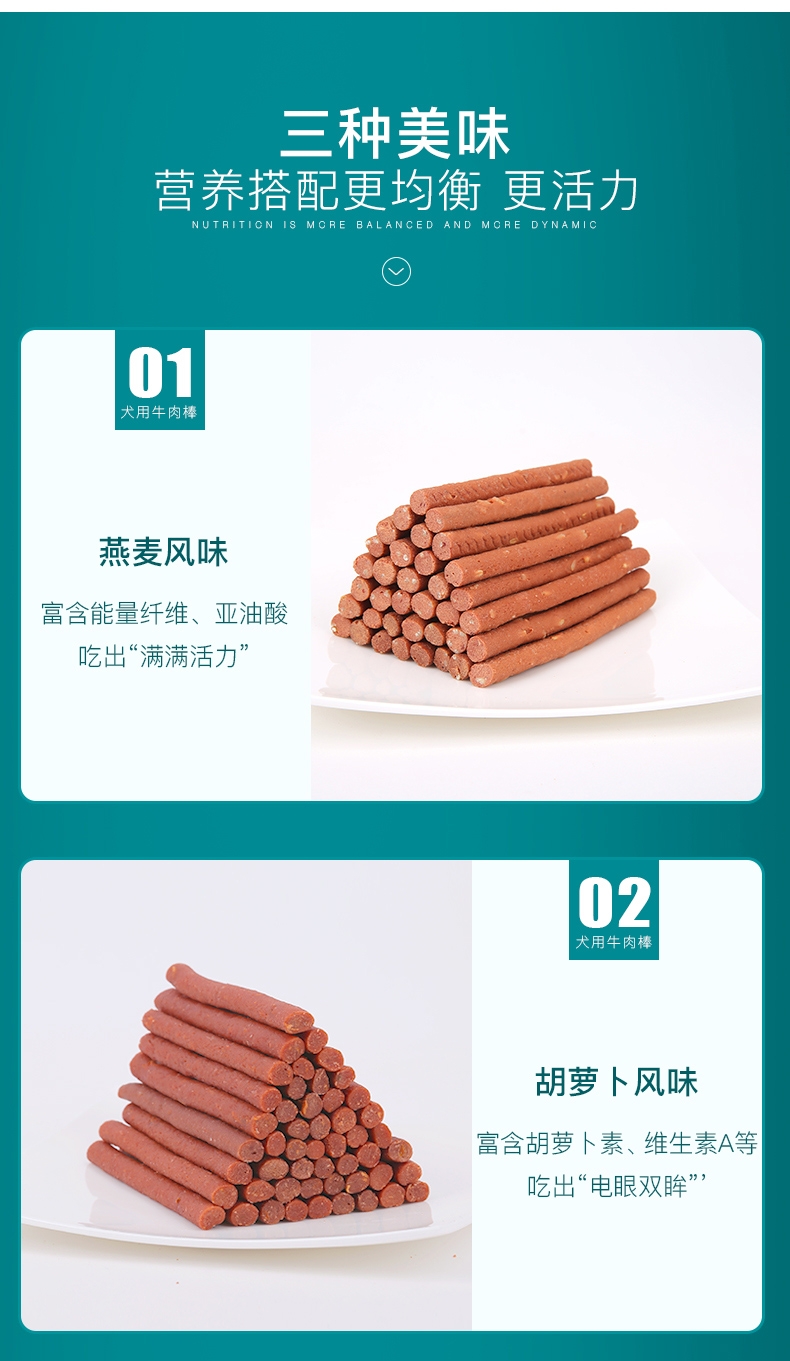 三种美味
营养搭配更均衡 更活力
NUTRITION IS MORE BALANCED AND MORE DYNAMIC
01
犬用牛肉棒
燕麦风味
富含能量纤维、亚油酸
吃出“满满活力”
02
犬用牛肉棒
胡萝卜风味
富含胡萝卜素、维生素A等
吃出“电眼双眸”’